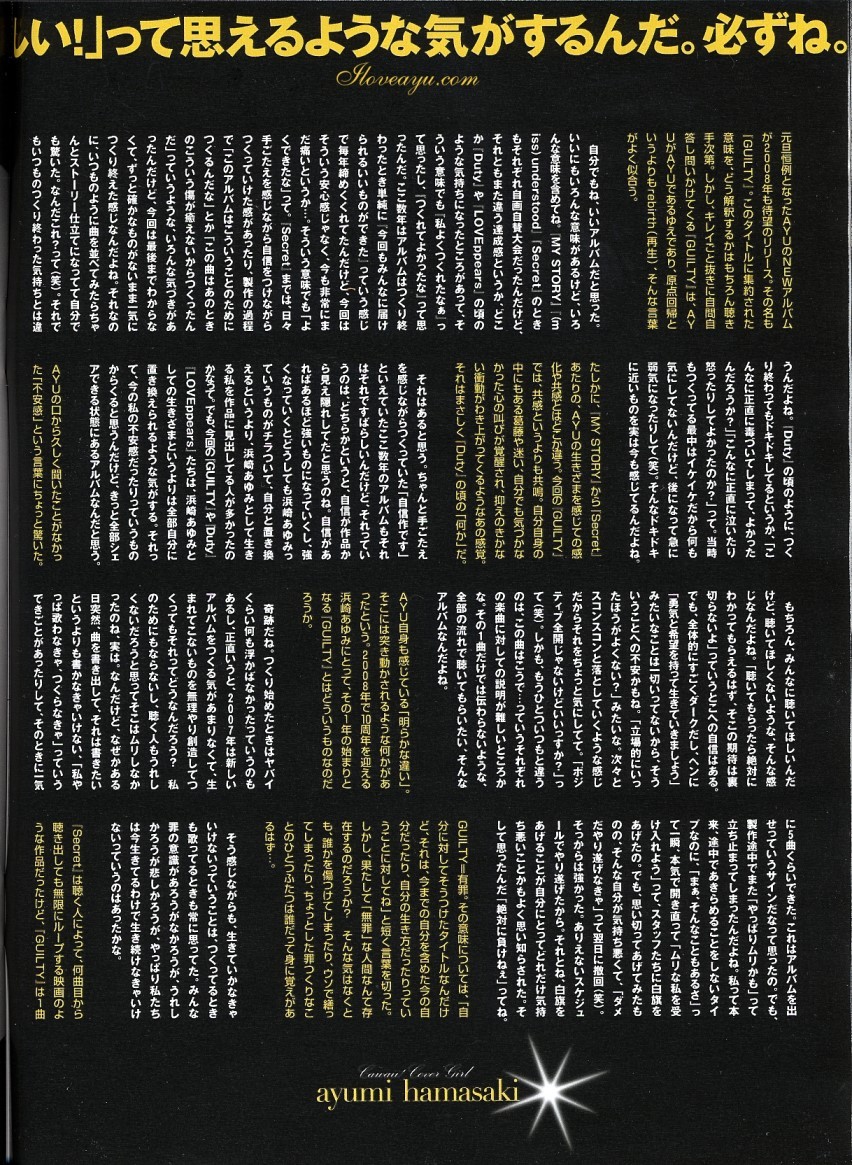 しい!」って思えるような気がするんだ。必ずね。
Iloveayu.com
元旦恒例となったAYUのNEWアルバム
が2008年も待望のリリース。その名も
『GUILTY』。このタイトルに集約された
意味を、どう解釈するかはもちろん聴き
手次第。しかし、キレイごと抜きに自問自
答し問いかけてくる『GUILTY』は、AY
UがAYUであるゆえであり、原点回帰と
いうよりもrebirth(再生)、そんな言葉
がよく似合う。
自分でもね、いいアルバムだと思った。
いいにもいろんな意味があるけど、いろ
んな意味を含めてね。『MY STORY』『(m
iss)understood』『Secret』のとき
もそれぞれ自画自賛大会だったんだけど、
それともまた違う達成感というか、どこ
か『Duty』や『LOVEppears』の頃の
ような気持ちになったところがあって、そ
ういう意味でも『私よくつくれたなぁ』っ
て思うし、「つくれてよかったな」って思
ったんだ。ここ数年はアルバムはつくり終
わったとき単純に「今回もみんなに届け
られるいいものができた」っていう感じ
で毎年締めくくれてたんだけど、今回は
そういう安心感じゃなく、今も非常にま
だ痛いというか…。そういう意味でも「よ
くできたな」って。『Secret』までは、日々
手ごたえを感じながら自信をつけながら
つくっていけた感があったり、製作の過程
で「このアルバムはこういうことのために
つくるんだな」とか「この曲はあのとき
のこういう傷が癒えないからつくったん
だ」っていうような、いろんな気づきがあ
ったんだけど、今回は最後までわからな
くて、ずっと確かなものがないまま一気に
つくり終えた感じなんだよね。それなの
に、いつものように曲を並べてみたらちゃ
んとストーリー仕立てになってて自分で
も驚いた。なんだこれ?って(笑)。それで
もいつものつくり終わった気持ちとは違
うんだよね。『Duty』の頃のように、つく
り終わってもドキドキしてるというか、「こ
んなに正直に毒ついてしまって、よかった
んだろうか?」「こんなに正直に泣いたり
怒ったりしてよかったのか?」って、当時
もつくってる最中はイケイケだから何も
気にしてないんだけど、後になって急に
弱気になったりして(笑)。そんなドキドキ
に近いものを実は今も感じてるんだよね。
たしかに、『MY STORY』から『Secret』
あたりの、AYUの生きざまを感じての感
化や共感とはどこか違う。今回の『GUILTY』
では、共感というよりも共鳴。自分自身の
中にもある葛藤や迷い、自分でも気づかな
かった心の叫びが覚醒され、抑えのきかな
い衝動がわき上がってくるようなあの感覚。
それはまさしく『Duty』の頃の「何か」だ。
それはあると思う。ちゃんと手ごたえ
を感じながらつくっていた「自信作です」
といえていたここ数年のアルバムもそれ
はそれですばらしいんだけど、それってい
うのは、どちらかというと、自信が作品か
ら見え隠れしてたと思うのね。自信があ
ればあるほど強いものになっていくし、強
くなっていくとどうしても浜崎あゆみっ
ていうものがチラついて、自分と置き換
えるというより、浜崎あゆみとして生き
る私を作品に見出してる人が多かったの
かなって。でも、今回の『GUILTY』や『Duty』
『LOVEppears』たちは、浜崎あゆみと
しての生きざまというよりは全部自分に
置き換えられるような気がする。それっ
て、今の私の不安感だったりっていうもの
からくると思うんだけど、きっと全部シェ
アできる状態にあるアルバムなんだと思う。
AYUの口から久しく聞いたことがなかっ
た「不安感」という言葉にちょっと驚いた。
もちろん、みんなに聴いてほしいんだ
けど、聴いてほしくないような、そんな感
じなんだよね。「聴いてもらったら絶対に
わかってもらえるはず、そこの期待は裏
切らないよ」っていうとこへの自信はある。
でも、全体的にすごくダークだし、ヘンに
「勇気と希望を持って生きていきましょう」
みたいなことは一切いってないから、そう
いうことへの不安かもね。「立場的にいっ
たほうがよくない?」みたいな。次々と
スコンスコンと落としていくような感じ
だからそれをちょっと気にしてて。「ポジ
ティブ全開じゃないけどいいっすか?」っ
て(笑)。しかも、もうひとついつもと違う
のは、この曲はこうで…っていうそれぞれ
の楽曲に対しての説明が難しいところか
な。その1曲だけでは伝わらないような、
全部の流れで聴いてもらいたい、そんな
アルバムなんだよね。
AYU自身も感じている「明らかな違い」。
そこには突き動かされるような何かがあ
ったという。2008年で10周年を迎える
浜崎あゆみにとって、その1年の始まりと
なる『GUILTY』とはどういうものなのだ
ろうか。
奇跡だね。つくり始めたときはヤバイ
くらい何も浮かばなかったっていうのも
あるし、正直いうと、2007年は新しい
アルバムをつくる気があまりなくて、生
まれてこないものを無理やり創造してつ
くってもそれってどうなんだろう? 私
のためにもならないし、聴く人もうれし
くないだろうと思ってそこはムリしなか
ったのね。実は。なんだけど、なぜかある
日突然、曲を書き出して、それは書きたい
というよりも書かなきゃいけない、「私や
っぱ歌わなきゃ、つくらなきゃ」っていう
できごとがあったりして、そのときに一気
に5曲くらいできた。これはアルバムを出
せっていうサインだなって思ったの。でも、
製作途中でまた「やっぱりムリかも」って
立ち止まってしまったんだよね。私って本
来、途中であきらめることをしないタイ
プなのに、「まぁ、そんなこともあるさ」っ
て一瞬、本気で開き直って、「ムリな私を受
け入れよう」って、スタッフたちに白旗を
あげたの。でも、思い切ってあげてみたも
のの、そんな自分が気持ち悪くて、「ダメ
だやり遂げなきゃ」って翌日に撤回(笑)。
そっからは強かった。ありえないスケジュ
ールでやり遂げたから。それとね、白旗を
あげることが自分にとってどれだけ気持
ち悪いことかもよく思い知らされた。そ
して思ったんだ「絶対に負けねぇ」ってね。
GUILTY=有罪。その意味については、「自
分に対してそうつけたタイトルなんだけ
ど、それは、今までの自分を含めた今の自
分だったり、自分の生き方だったりってい
うことに対してね」と短く言葉を切った。
しかし、果たして「無罪」な人間なんて存
在するのだろうか? そんな気はなくと
も、誰かを傷つけてしまったり、ウソで繕っ
てしまったり、ちょっとした罪つくりなこ
とのひとつふたつは誰だって身に覚えがあ
るはず…。
そう感じながらも、生きていかなきゃ
いけないっていうことは、つくってるとき
も歌ってるときも常に思ってた。みんな
罪の意識があろうがなかろうが、うれし
かろうが悲しかろうが、やっぱり私たち
は今生きてるわけで生き続けなきゃいけ
ないっていうのはあったかな。
『Secret』は聴く人によって、何曲目から
聴き出しても無限にループする映画のよ
うな作品だったけど、『GUILTY』は1曲
Cawaii! Cover Girl
ayumi hamasaki